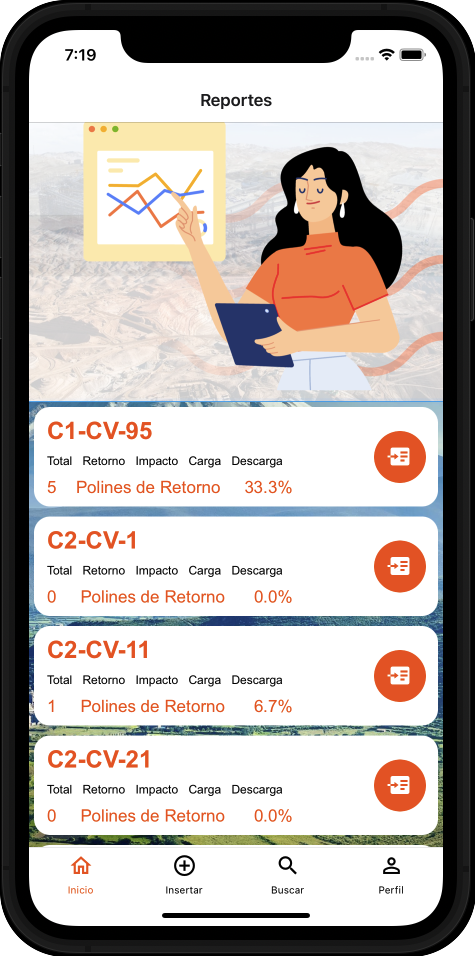 7:19
Reportes
C1-CV-95
Total Retorno Impacto Carga Descarga
5 Polines de Retorno 33.3%
C2-CV-1
Total Retorno Impacto Carga Descarga
0 Polines de Retorno 0.0%
C2-CV-11
Total Retorno Impacto Carga Descarga
1 Polines de Retorno 6.7%
C2-CV-21
Total Retorno Impacto Carga Descarga
0 Polines de Retorno 0.0%
Inicio Insertar Buscar Perfil